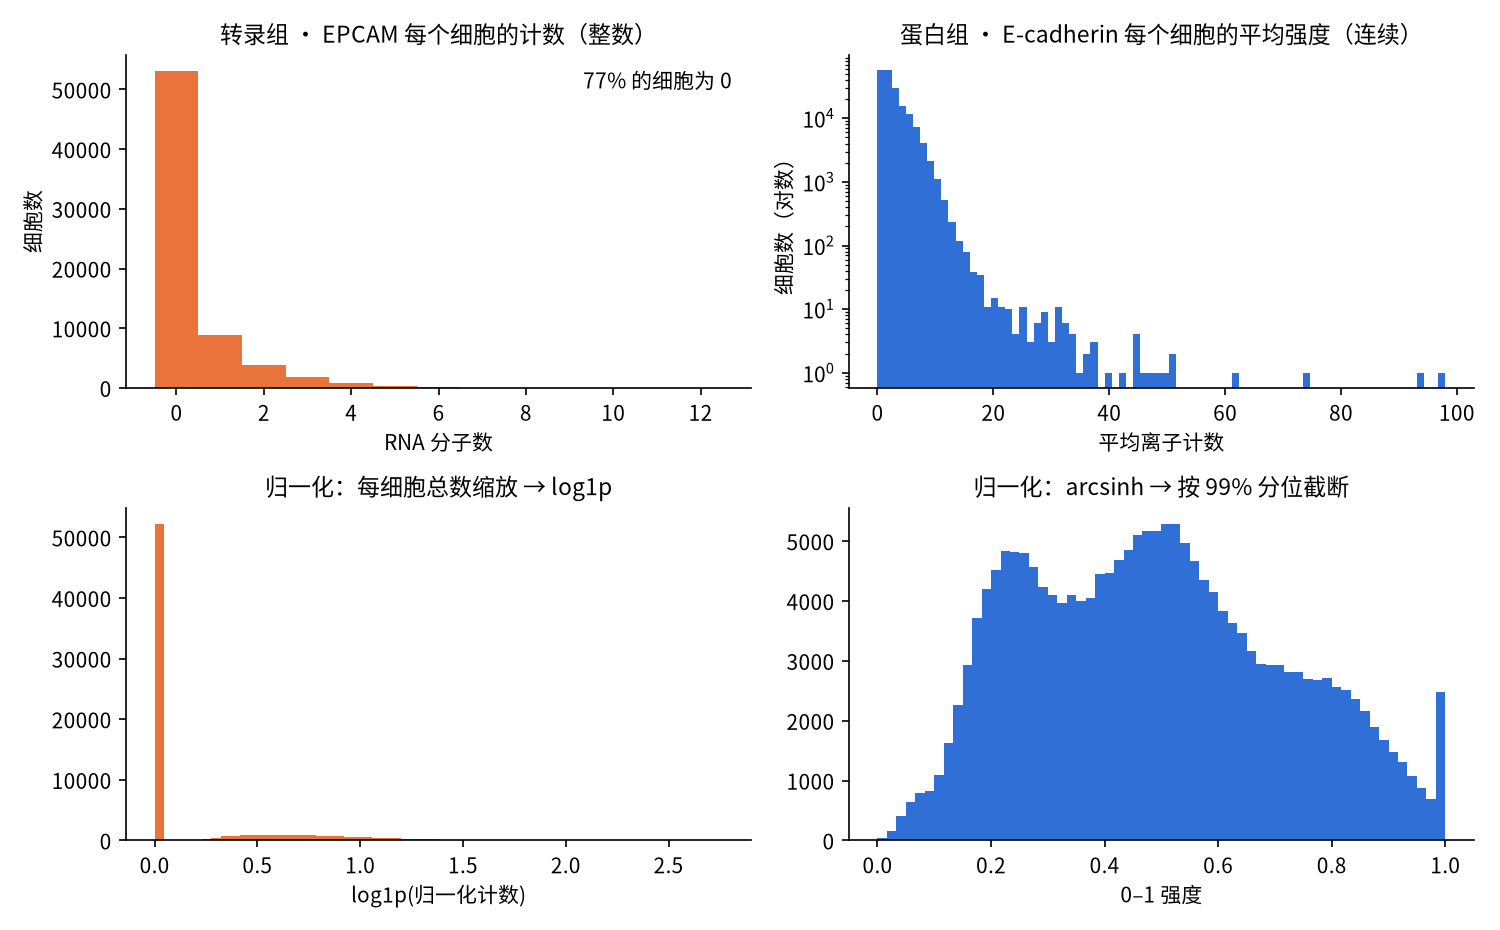 转录组 · EPCAM 每个细胞的计数（整数）
77% 的细胞为 0
细胞数
50000
40000
30000
20000
10000
0
0 2 4 6 8 10 12
RNA 分子数
蛋白组 · E-cadherin 每个细胞的平均强度（连续）
细胞数（对数）
10⁴
10³
10²
10¹
10⁰
0 20 40 60 80 100
平均离子计数
归一化：每细胞总数缩放 → log1p
50000
40000
30000
20000
10000
0
0.0 0.5 1.0 1.5 2.0 2.5
log1p(归一化计数)
归一化：arcsinh → 按 99% 分位截断
5000
4000
3000
2000
1000
0
0.0 0.2 0.4 0.6 0.8 1.0
0–1 强度